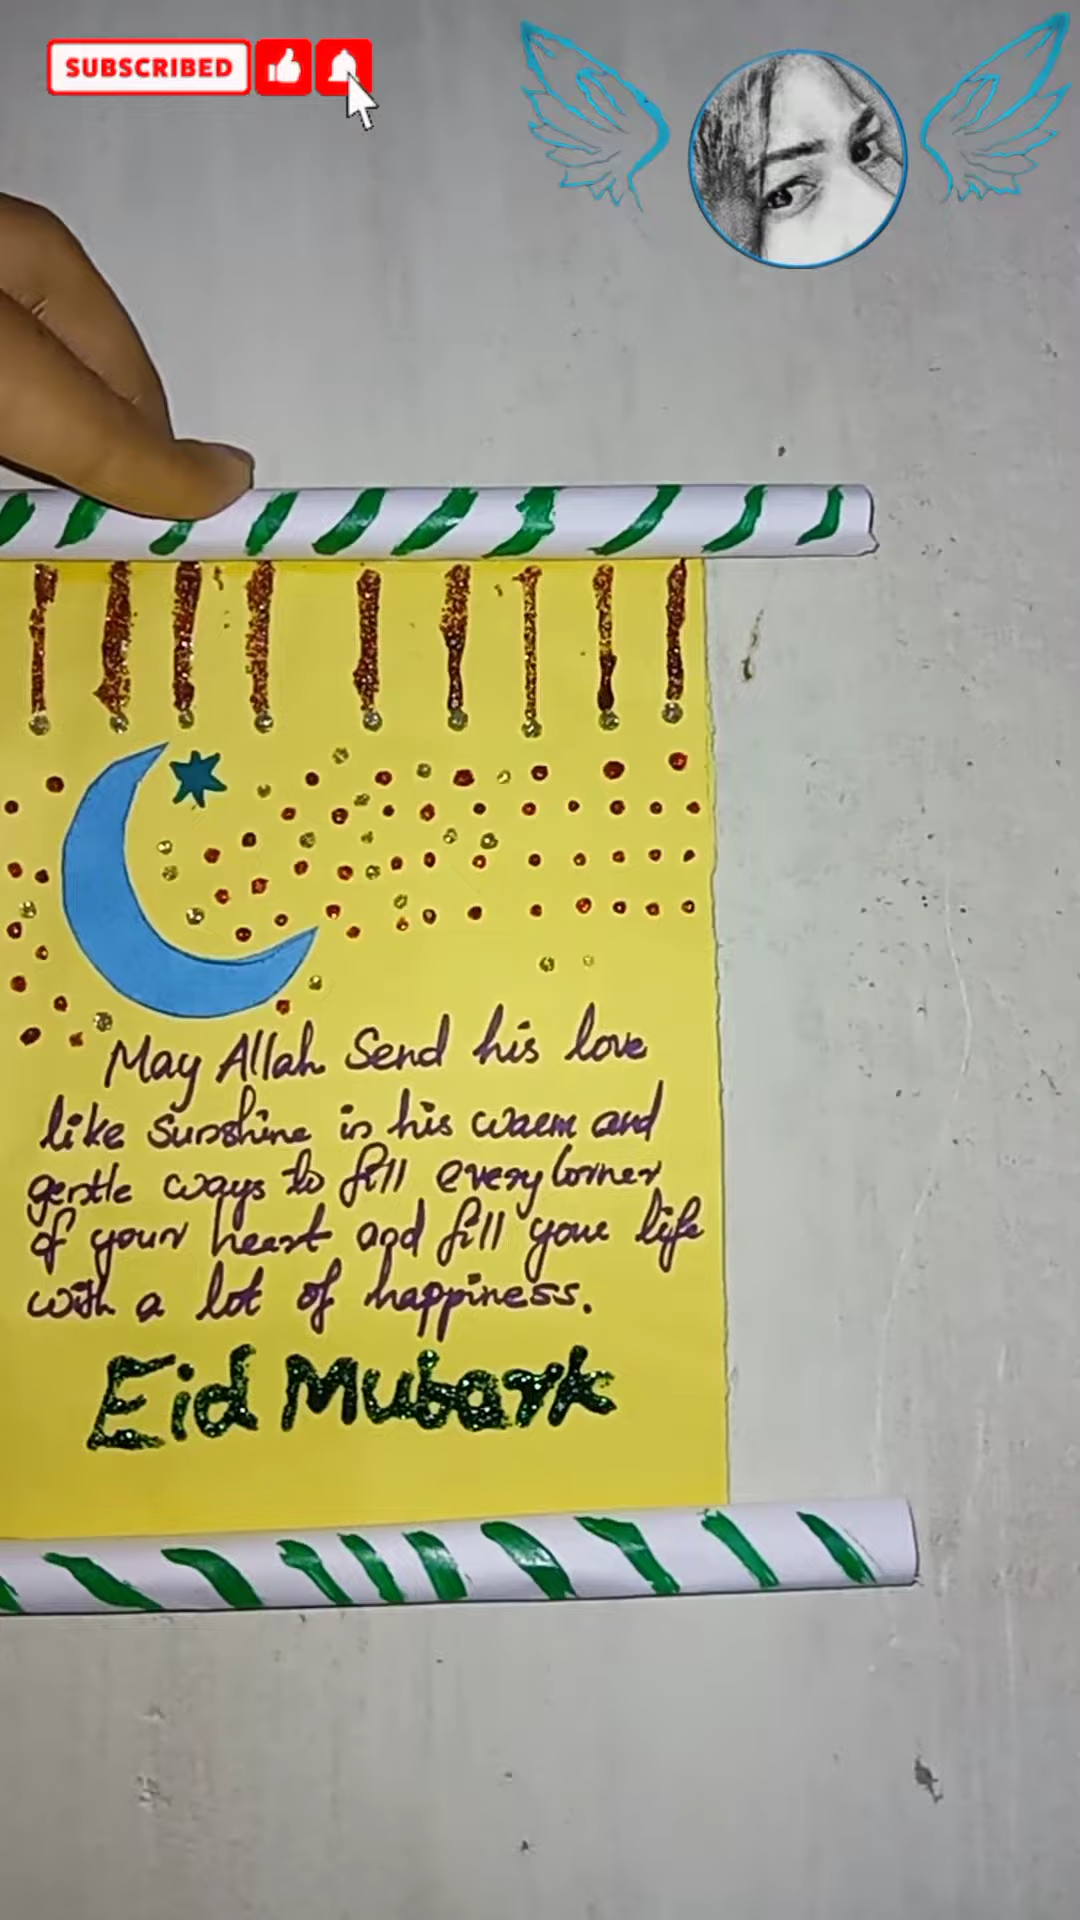 SUBSCRIBED
May Allah Send his love
like Sunshine in his warm and
gentle ways to fill every Corner
of your heart and fill your life
with a lot of happiness.
Eid Mubark